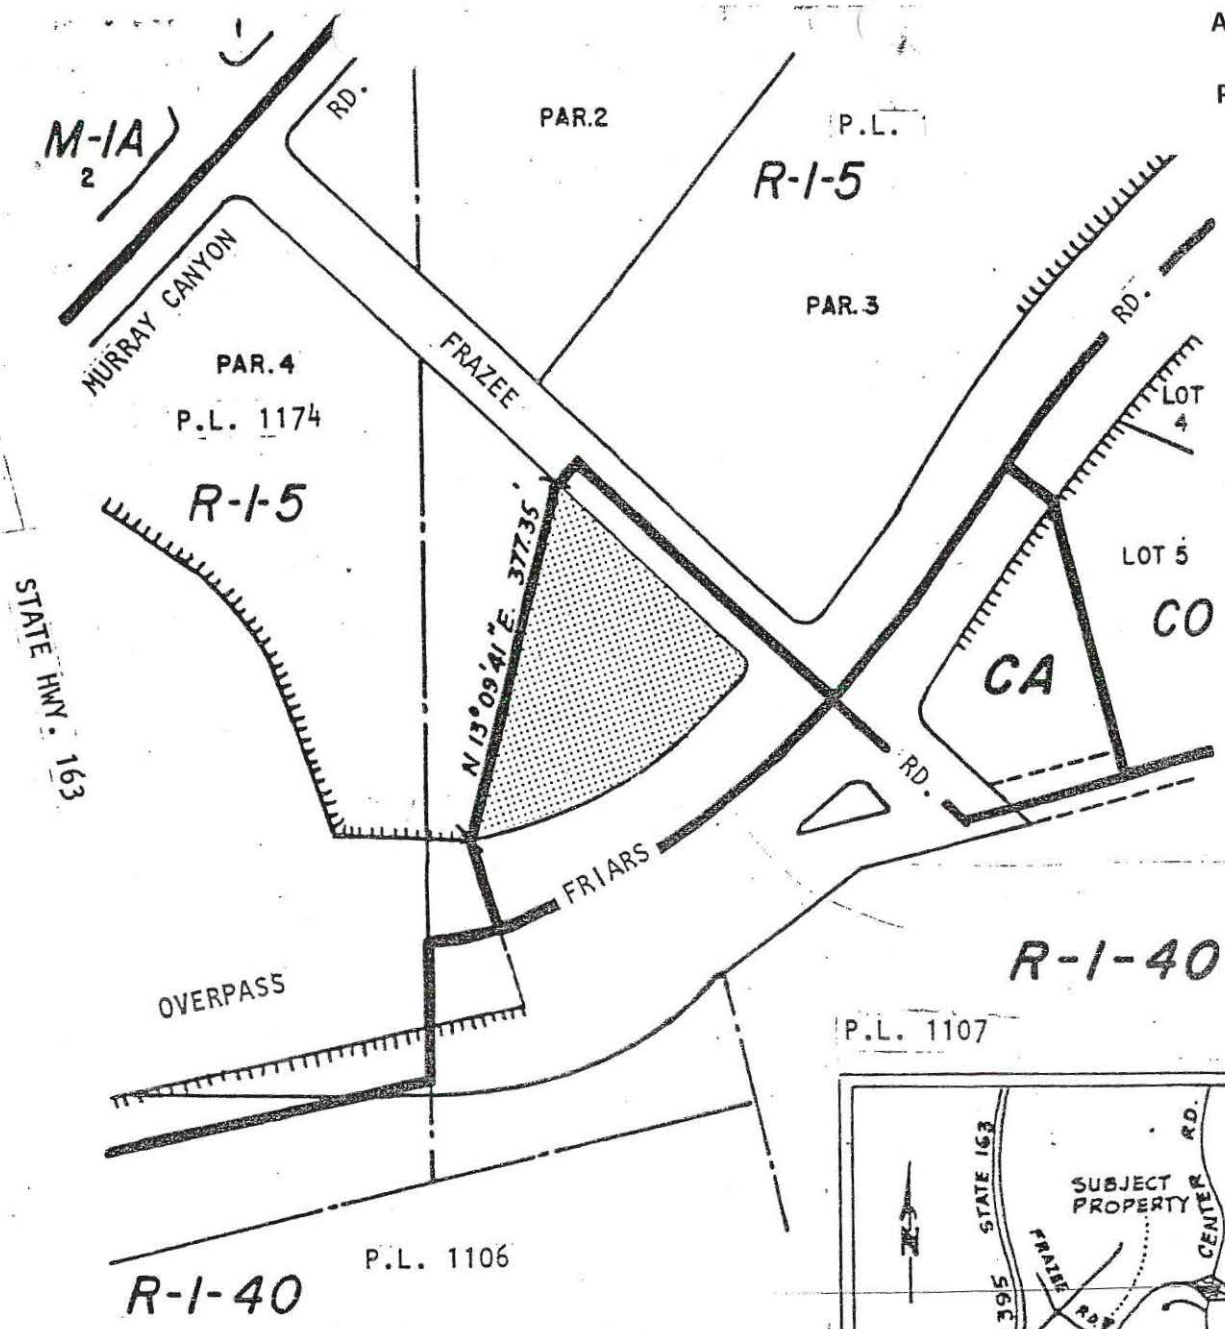 A
P
M-1A
2
RD.
PAR.2
P.L.
R-1-5
MURRAY CANYON
PAR.4
P.L. 1174
R-1-5
FRAZEE
PAR.3
RD.
LOT
4
LOT 5
CO
CA
N 13° 09' 41" E. 377.35'
STATE HWY. 163
RD.
FRIARS
OVERPASS
R-1-40
P.L. 1107
P.L. 1106
R-1-40
STATE 163
395
SUBJECT
PROPERTY
FRAZEE
RD.
CENTER
RD.